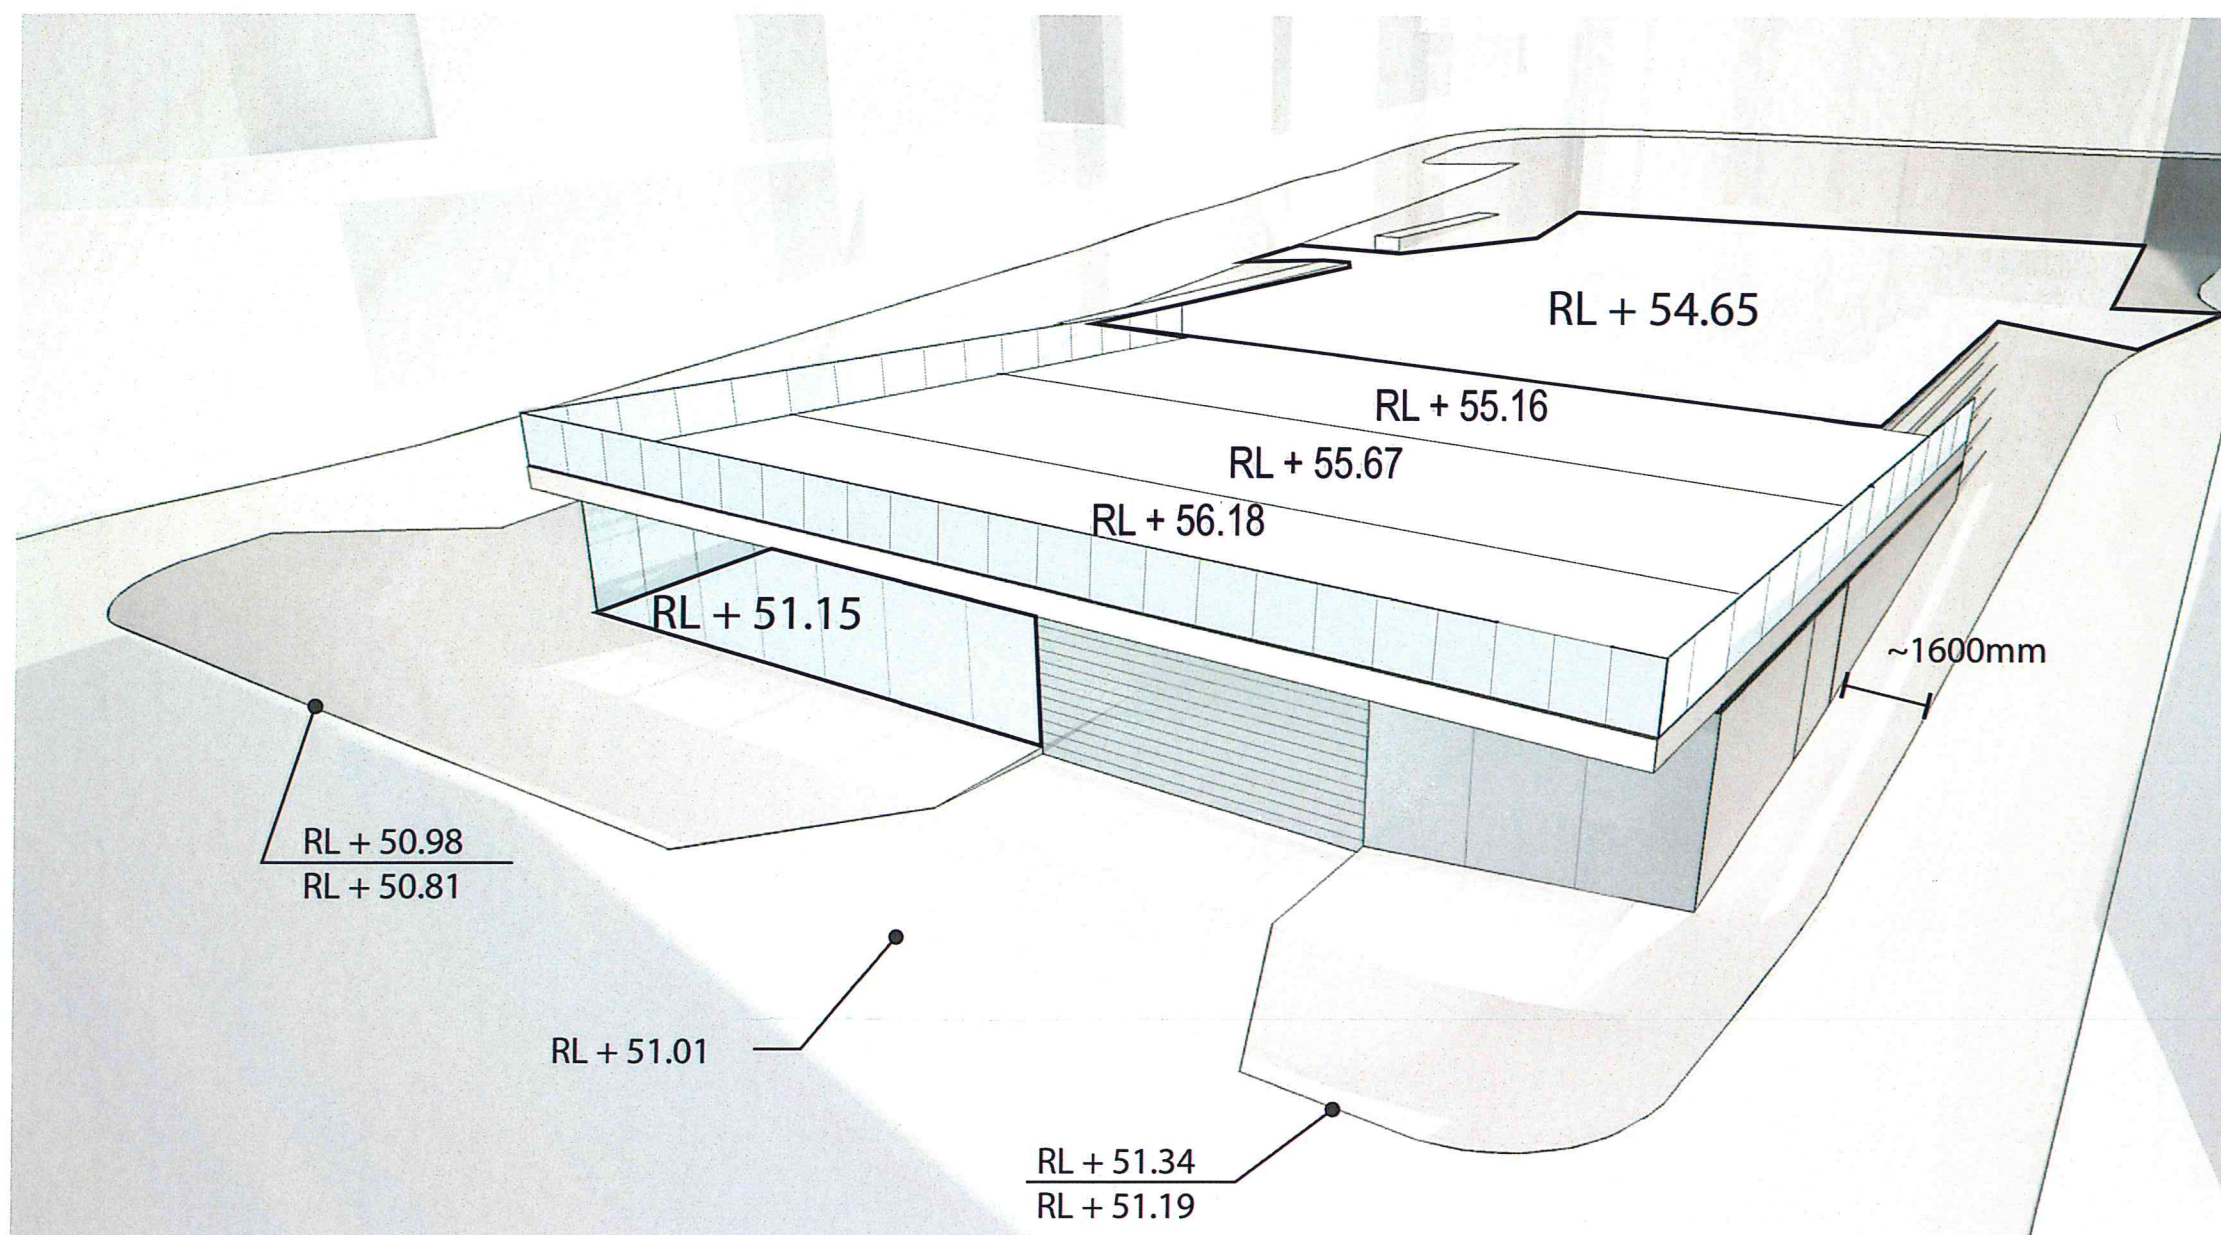 RL + 54.65
RL + 55.16
RL + 55.67
RL + 56.18
RL + 51.15
~1600mm
RL + 50.98
RL + 50.81
RL + 51.01
RL + 51.34
RL + 51.19